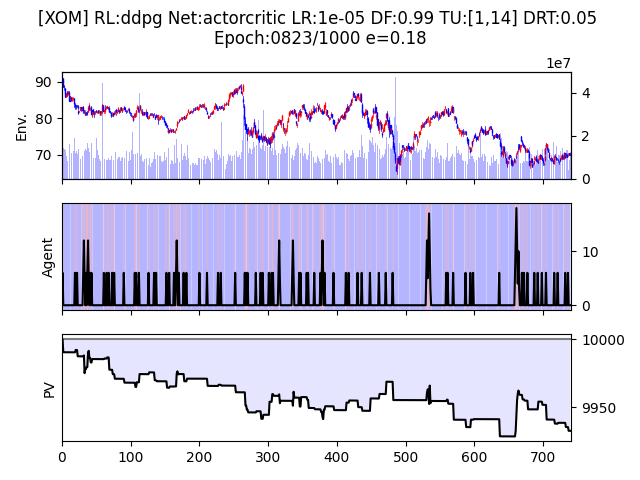 [XOM] RL:ddpg Net:actorcritic LR:1e-05 DF:0.99 TU:[1,14] DRT:0.05
Epoch:0823/1000 e=0.18
1e7
90
80
70
Env.
4
2
0
Agent
10
0
PV
10000
9950
0 100 200 300 400 500 600 700